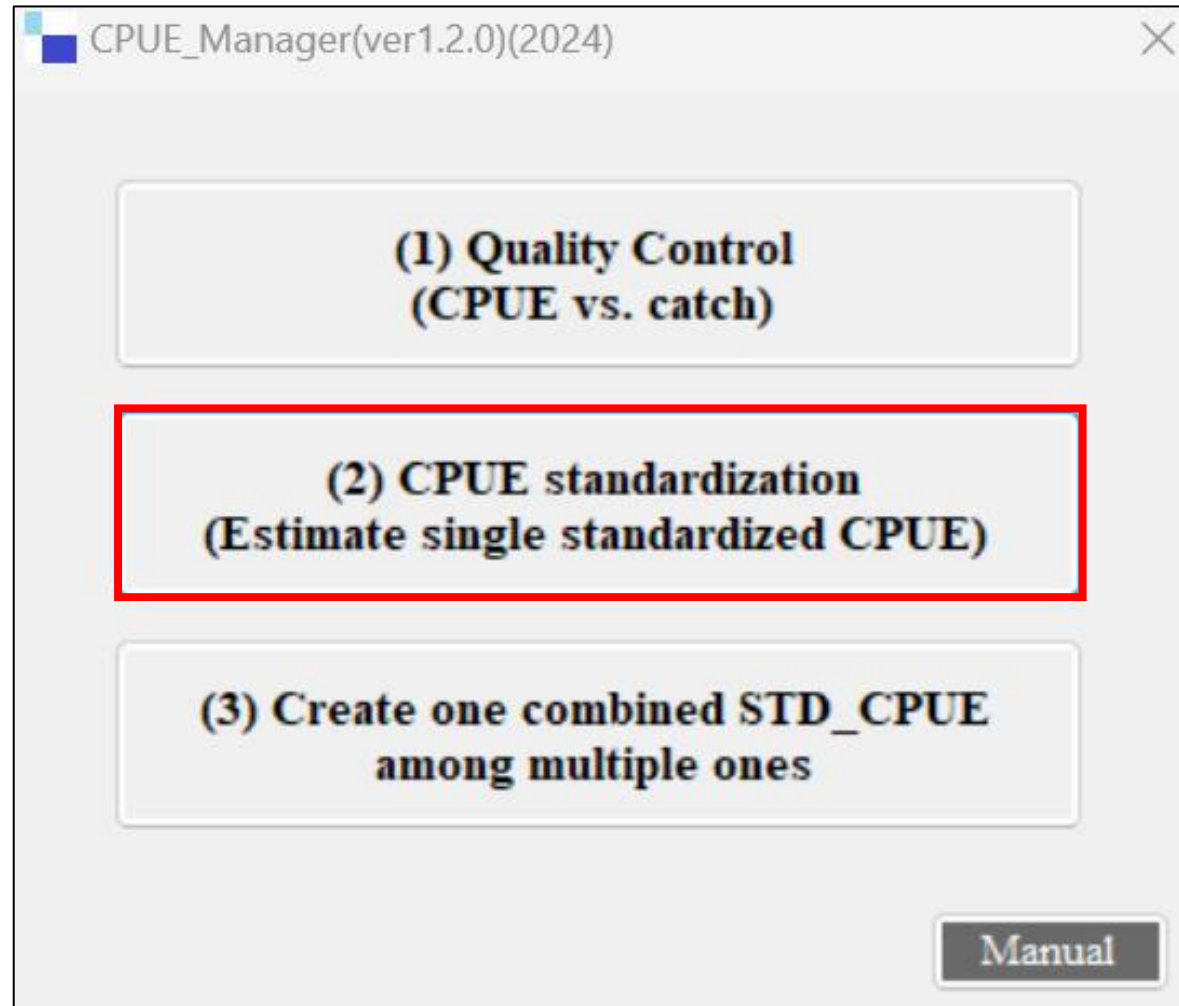 CPUE_Manager(ver1.2.0)(2024)
(1) Quality Control
(CPUE vs. catch)
(2) CPUE standardization
(Estimate single standardized CPUE)
(3) Create one combined STD_CPUE
among multiple ones
Manual